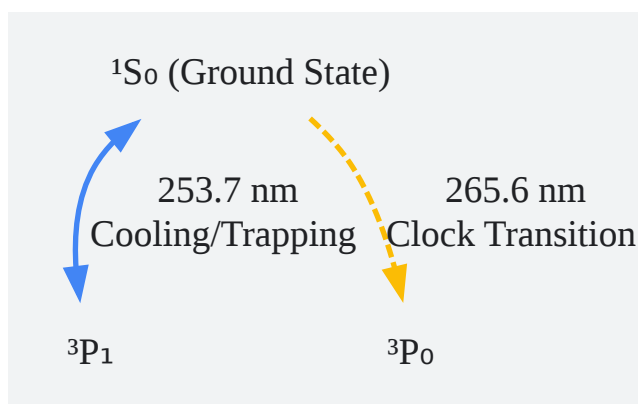 ¹S₀ (Ground State)
253.7 nm
Cooling/Trapping
265.6 nm
Clock Transition
³P₁
³P₀